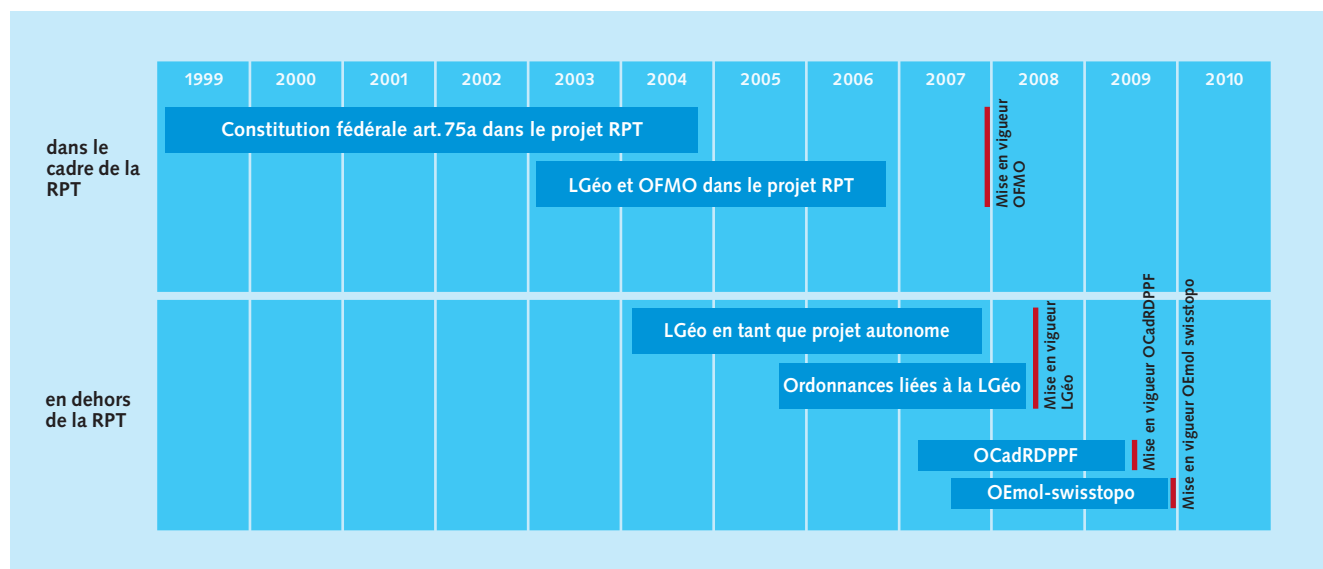 1999 2000 2001 2002 2003 2004 2005 2006 2007 2008 2009 2010
dans le
cadre de la
RPT
Constitution fédérale art. 75a dans le projet RPT
LGéo et OFMO dans le projet RPT
Mise en vigueur
OFMO
en dehors
de la RPT
LGéo en tant que projet autonome
Ordonnances liées à la LGéo
Mise en vigueur
LGéo
OCadRDPPF
Mise en vigueur OCadRDPPF
OEmol-swisstopo
Mise en vigueur OEmol swisstopo